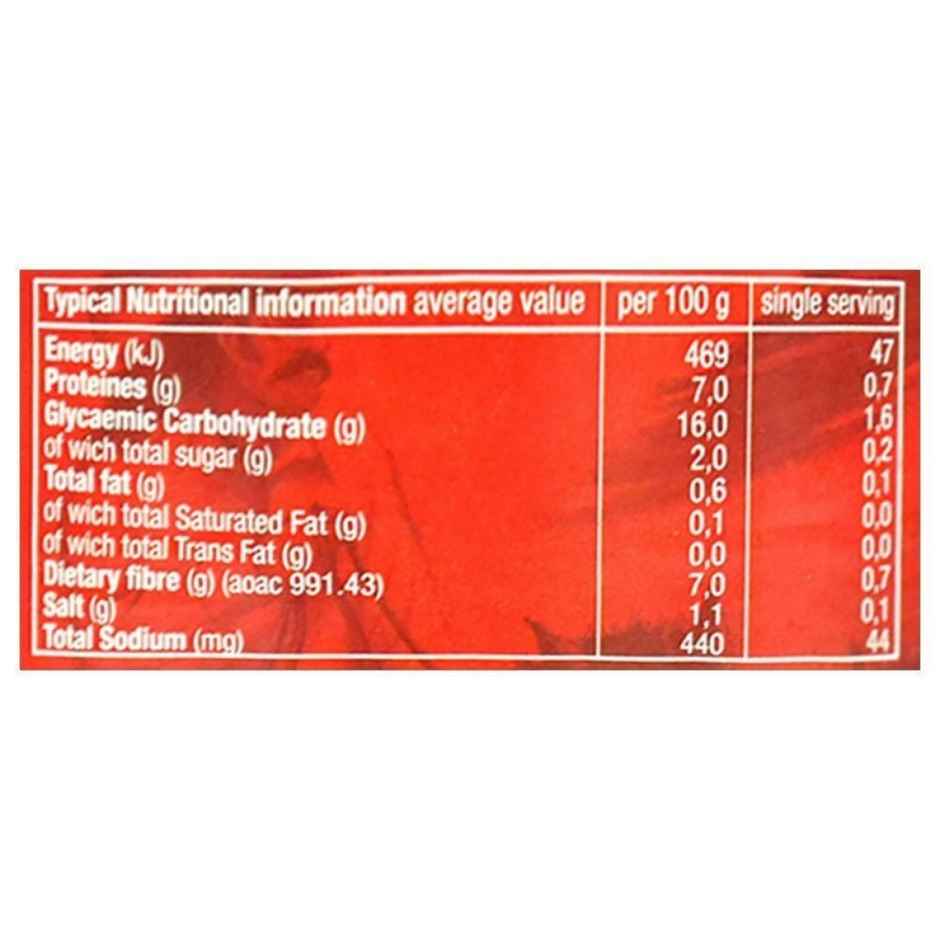 Typical Nutritional information average value per 100 g single serving
Energy (kJ) 469 47
Proteines (g) 7,0 0,7
Glycaemic Carbohydrate (g) 16,0 1,6
of wich total sugar (g) 2,0 0,2
Total fat (g) 0,6 0,1
of wich total Saturated Fat (g) 0,1 0,0
of wich total Trans Fat (g) 0,0 0,0
Dietary fibre (g) (aoac 991.43) 7,0 0,7
Salt (g) 1,1 0,1
Total Sodium (mg) 440 44